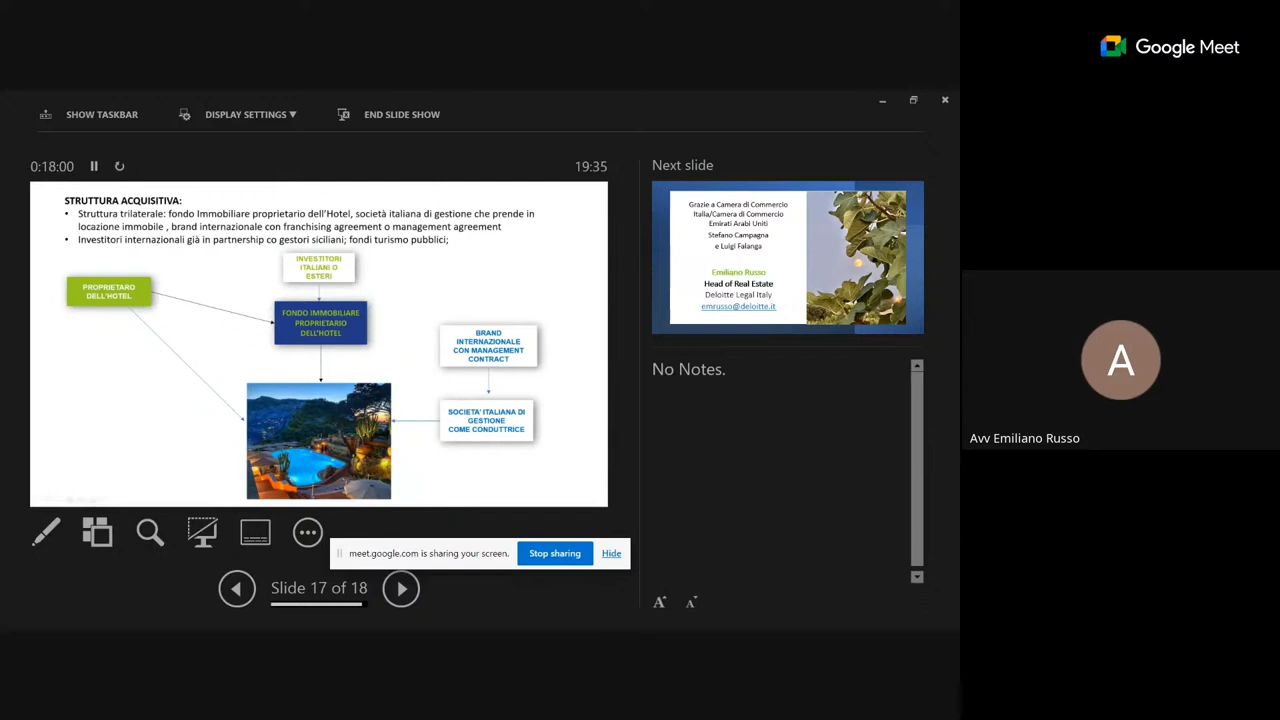 Google Meet
SHOW TASKBAR
DISPLAY SETTINGS ▼
END SLIDE SHOW
0:18:00
19:35
STRUTTURA ACQUISITIVA:
• Struttura trilaterale: fondo Immobiliare proprietario dell'Hotel, società italiana di gestione che prende in
locazione immobile , brand internazionale con franchising agreement o management agreement
• Investitori internazionali già in partnership co gestori siciliani; fondi turismo pubblici;
INVESTITORI
ITALIANI O
ESTERI
PROPRIETARO
DELL'HOTEL
FONDO IMMOBILIARE
PROPRIETARIO
DELL'HOTEL
BRAND
INTERNAZIONALE
CON MANAGEMENT
CONTRACT
SOCIETA' ITALIANA DI
GESTIONE
COME CONDUTTRICE
meet.google.com is sharing your screen.
Stop sharing
Hide
Slide 17 of 18
Next slide
Grazie a Camera di Commercio
Italia/Camera di Commercio
Emirati Arabi Uniti
Stefano Campagna
e Luigi Falanga
Emiliano Russo
Head of Real Estate
Deloitte Legal Italy
emrusso@deloitte.it
No Notes.
A
A
A
Avv Emiliano Russo